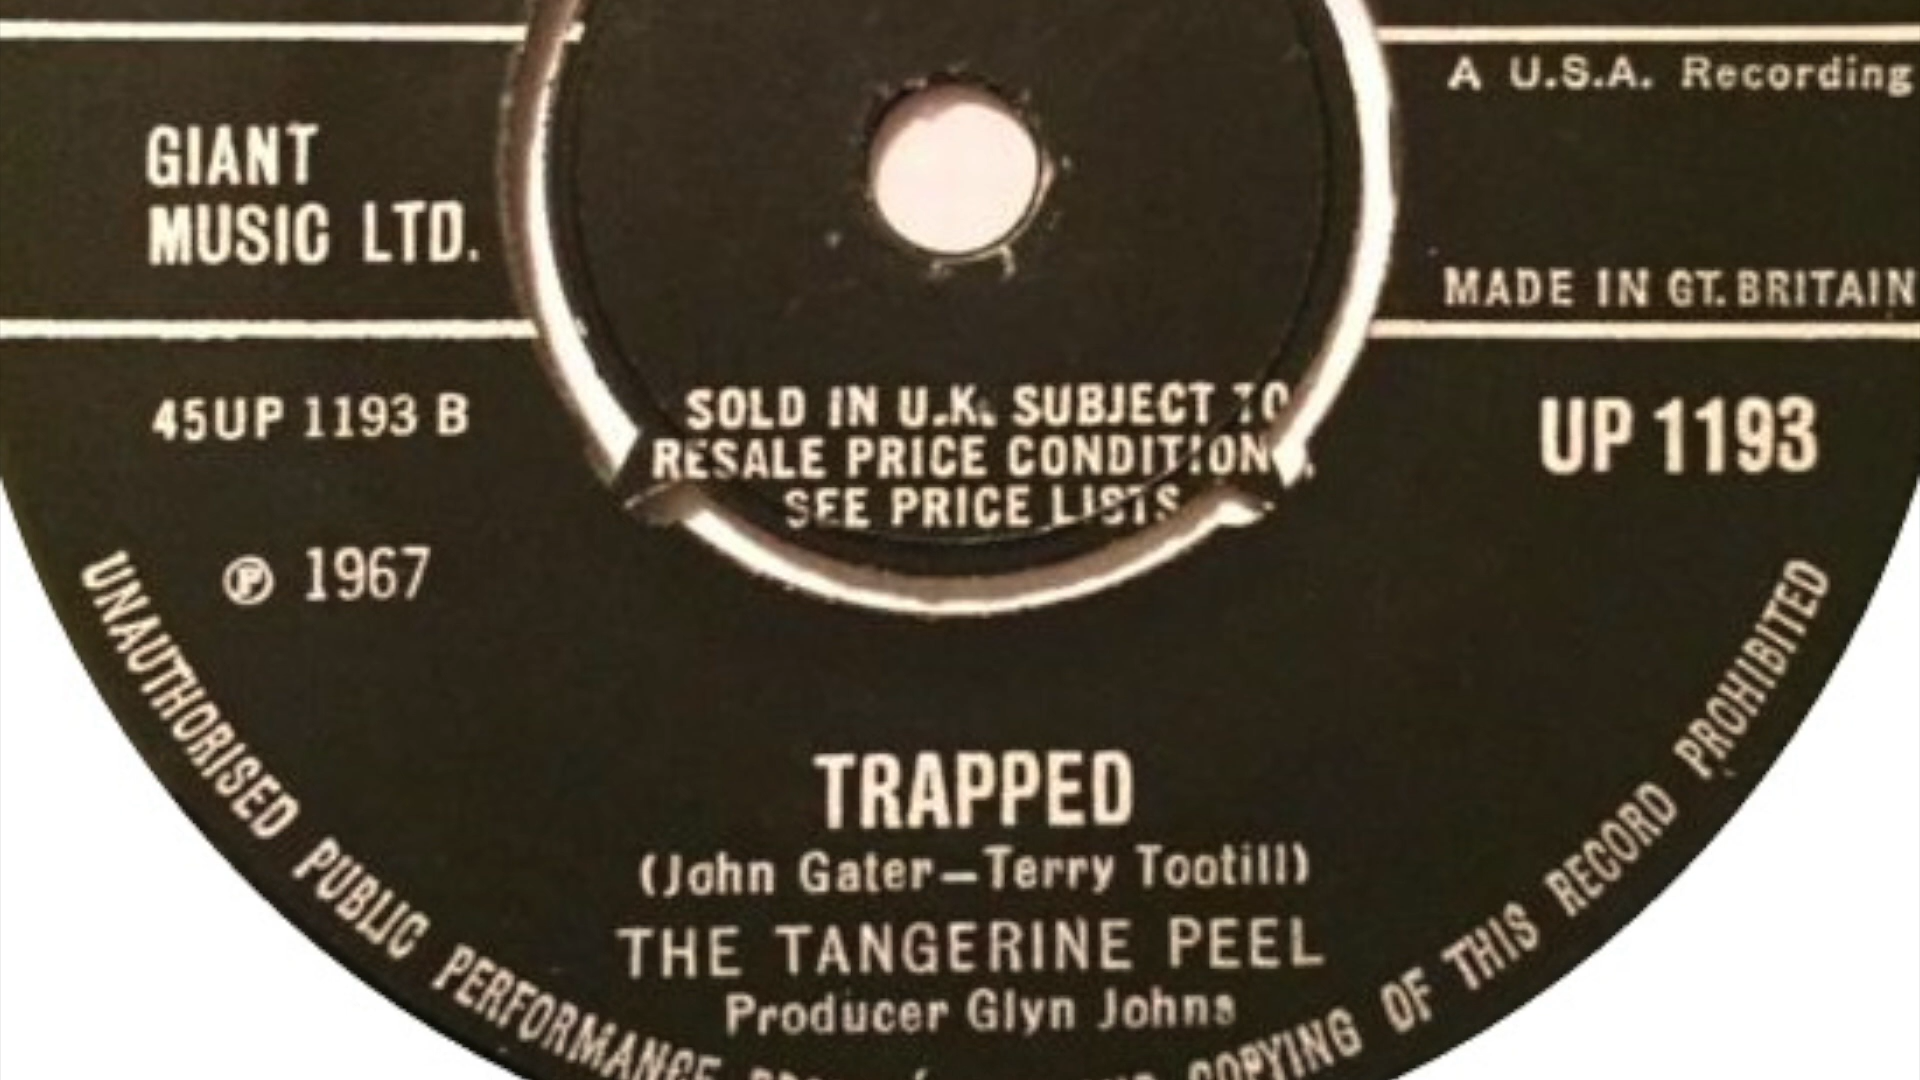 A U.S.A. Recording
GIANT
MUSIC LTD.
MADE IN GT. BRITAIN
45UP 1193 B
SOLD IN U.K. SUBJECT TO
RESALE PRICE CONDITION
SEE PRICE LISTS
UP 1193
℗ 1967
TRAPPED
(John Gater—Terry Tootill)
THE TANGERINE PEEL
Producer Glyn Johns
UNAUTHORISED PUBLIC PERFORMANCE COPYING OF THIS RECORD PROHIBITED